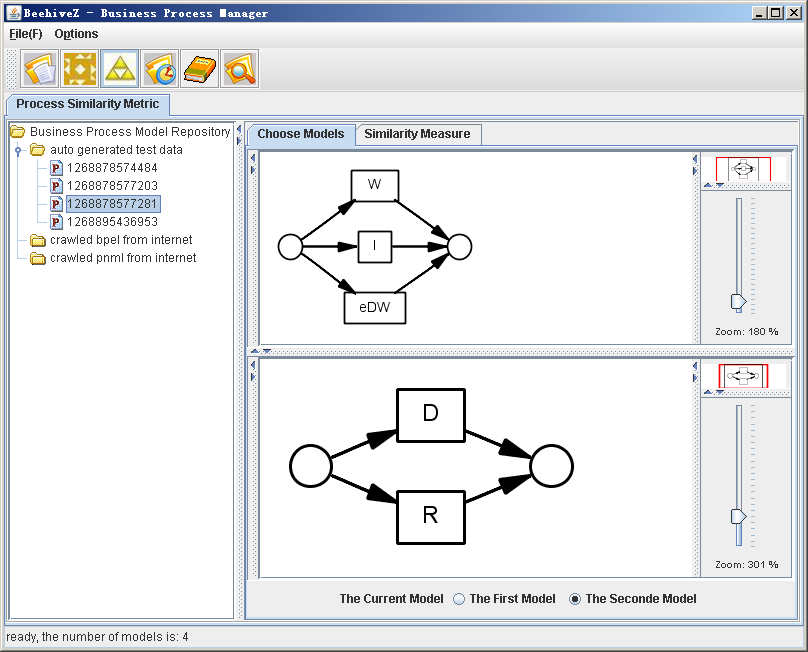 BeehiveZ - Business Process Manager
File(F) Options
Process Similarity Metric
Business Process Model Repository
auto generated test data
1268878574484
1268878577203
1268878577281
1268895436953
crawled bpel from internet
crawled pnml from internet
Choose Models Similarity Measure
W
I
eDW
Zoom: 180 %
D
R
Zoom: 301 %
The Current Model The First Model The Seconde Model
ready, the number of models is: 4